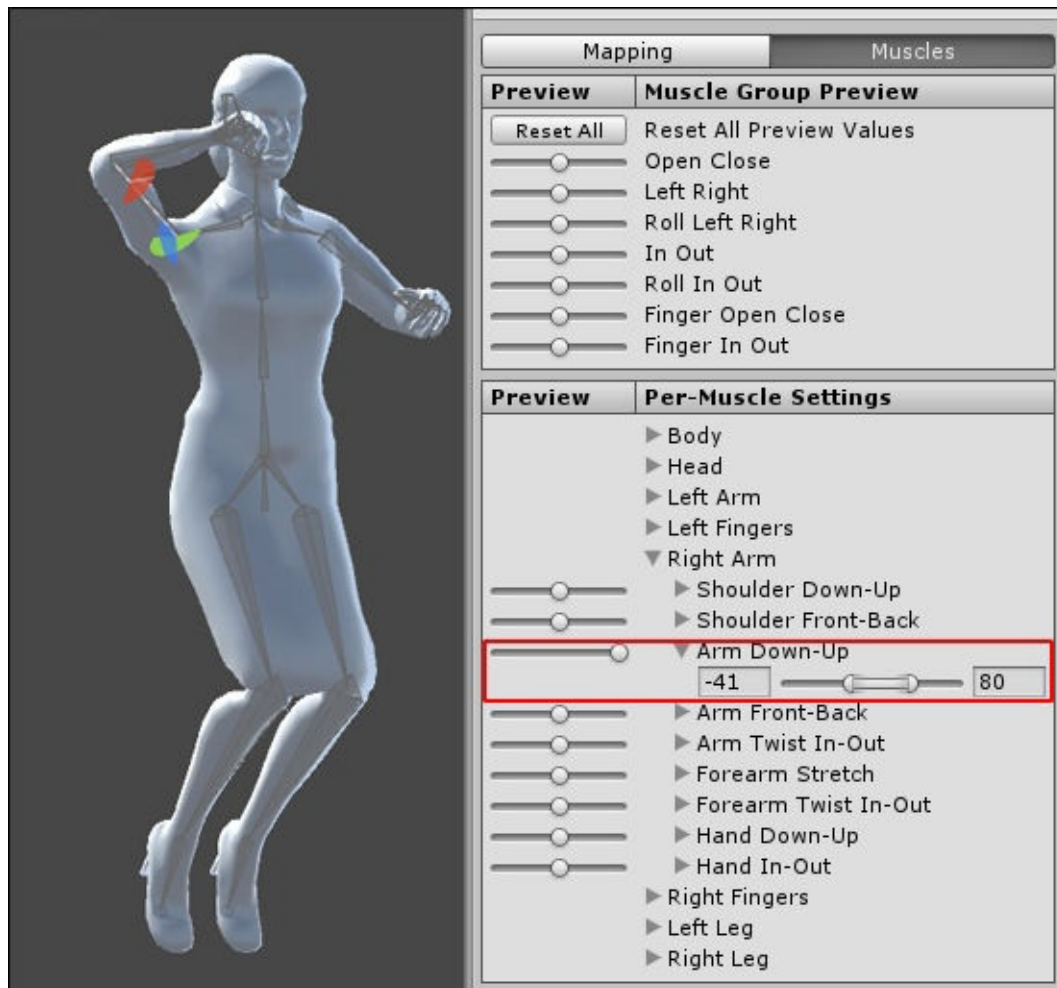 Mapping Muscles
Preview Muscle Group Preview
Reset All Reset All Preview Values
Open Close
Left Right
Roll Left Right
In Out
Roll In Out
Finger Open Close
Finger In Out
Preview Per-Muscle Settings
Body
Head
Left Arm
Left Fingers
Right Arm
Shoulder Down-Up
Shoulder Front-Back
Arm Down-Up
-41 80
Arm Front-Back
Arm Twist In-Out
Forearm Stretch
Forearm Twist In-Out
Hand Down-Up
Hand In-Out
Right Fingers
Left Leg
Right Leg